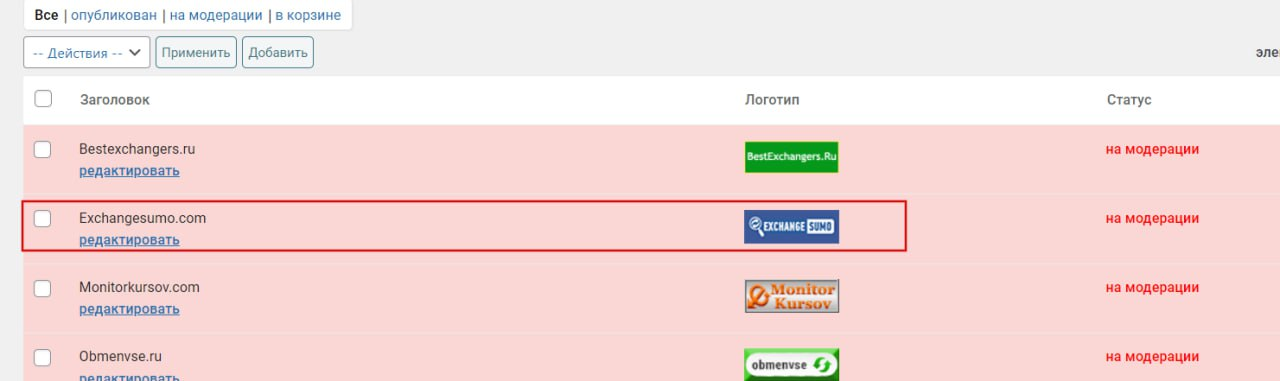 Все | опубликован | на модерации | в корзине
-- Действия -- Применить Добавить
Заголовок Логотип Статус
Bestexchangers.ru BestExchangers.Ru на модерации
редактировать
Exchangesumo.com EXCHANGE SUMO на модерации
редактировать
Monitorkursov.com Monitor Kursov на модерации
редактировать
Obmenvse.ru obmenvse на модерации
редактировать